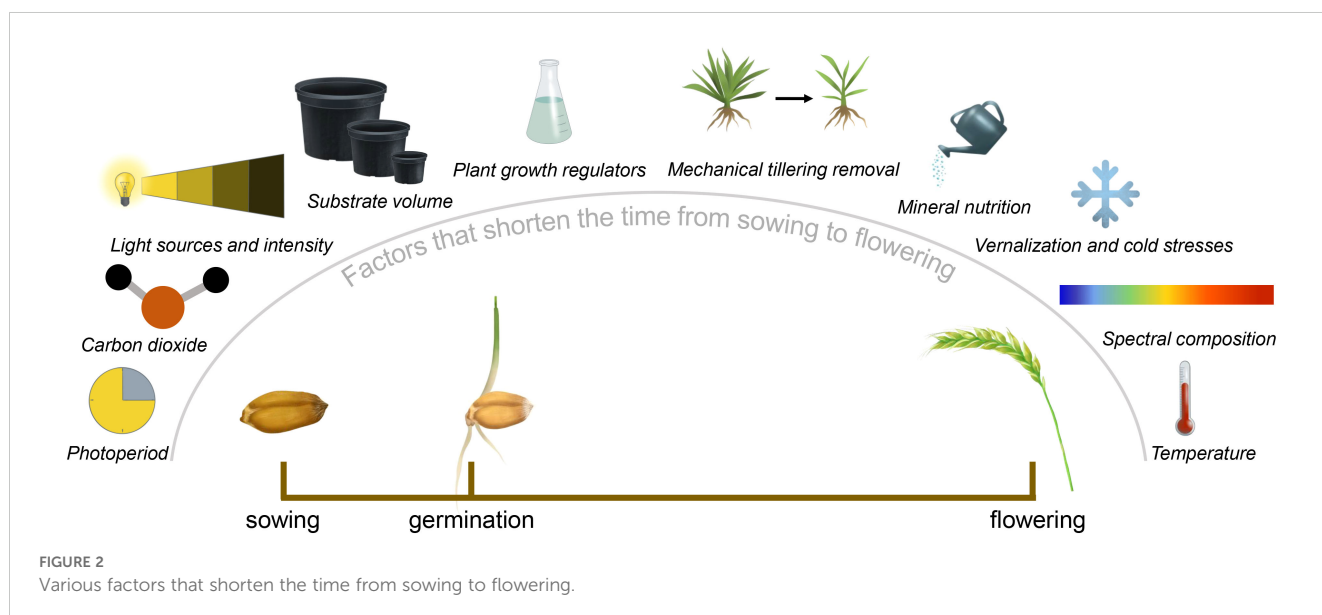 Plant growth regulators
Mechanical tillering removal
Substrate volume
Mineral nutrition
Light sources and intensity
Vernalization and cold stresses
Factors that shorten the time from sowing to flowering
Carbon dioxide
Spectral composition
Photoperiod
Temperature
sowing
germination
flowering
FIGURE 2
Various factors that shorten the time from sowing to flowering.